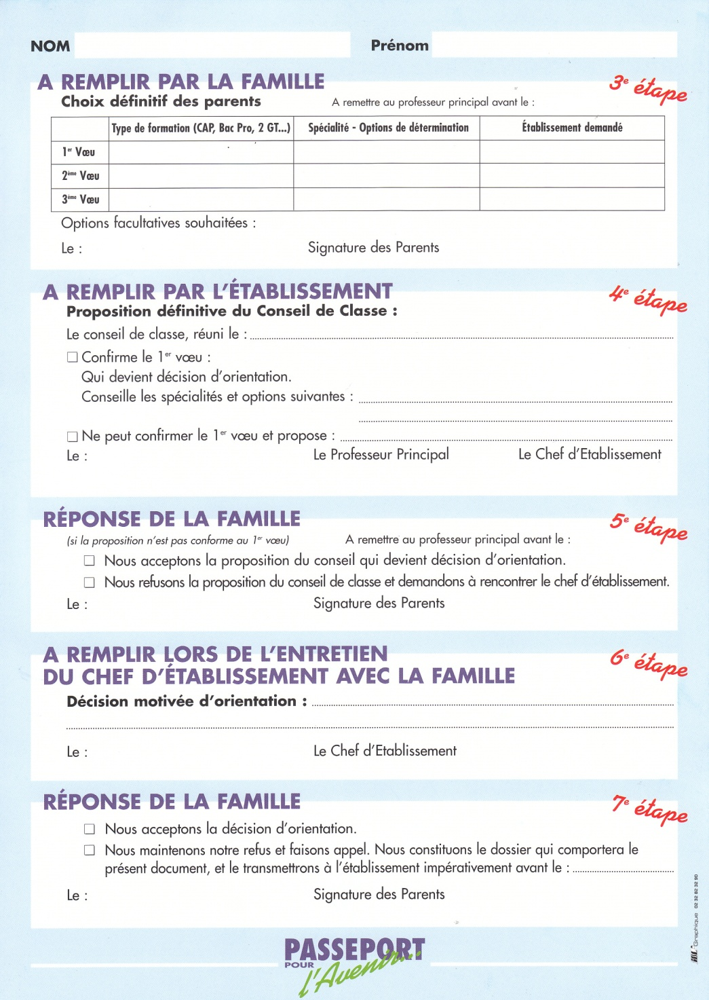 NOM Prénom
A REMPLIR PAR LA FAMILLE
3e étape
Choix définitif des parents A remettre au professeur principal avant le :
Type de formation (CAP, Bac Pro, 2 GT...) Spécialité - Options de détermination Établissement demandé
1er Vœu
2ème Vœu
3ème Vœu
Options facultatives souhaitées :
Le : Signature des Parents
A REMPLIR PAR L'ÉTABLISSEMENT
4e étape
Proposition définitive du Conseil de Classe :
Le conseil de classe, réuni le :
☐ Confirme le 1er vœu :
Qui devient décision d'orientation.
Conseille les spécialités et options suivantes :
☐ Ne peut confirmer le 1er vœu et propose :
Le : Le Professeur Principal Le Chef d'Etablissement
RÉPONSE DE LA FAMILLE
5e étape
(si la proposition n'est pas conforme au 1er vœu) A remettre au professeur principal avant le :
☐ Nous acceptons la proposition du conseil qui devient décision d'orientation.
☐ Nous refusons la proposition du conseil de classe et demandons à rencontrer le chef d'établissement.
Le : Signature des Parents
A REMPLIR LORS DE L'ENTRETIEN
6e étape
DU CHEF D'ÉTABLISSEMENT AVEC LA FAMILLE
Décision motivée d'orientation :
Le : Le Chef d'Etablissement
RÉPONSE DE LA FAMILLE
7e étape
☐ Nous acceptons la décision d'orientation.
☐ Nous maintenons notre refus et faisons appel. Nous constituons le dossier qui comportera le
présent document, et le transmettrons à l'établissement impérativement avant le :
Le : Signature des Parents
Graphique 02 32 82 32 90
PASSEPORT
POUR
l'Avenir...